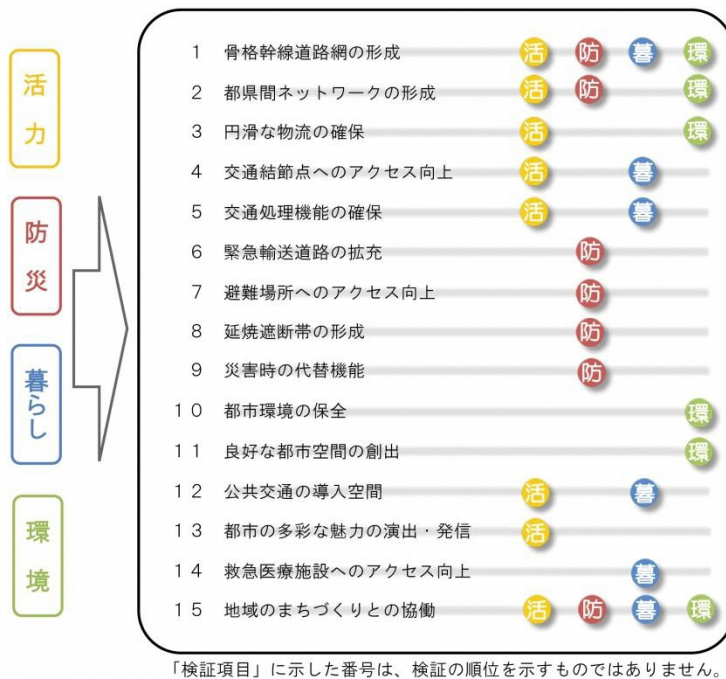 活力
防災
暮らし
環境
1 骨格幹線道路網の形成 活 防 暮 環
2 都県間ネットワークの形成 活 防 環
3 円滑な物流の確保 活 環
4 交通結節点へのアクセス向上 活 暮
5 交通処理機能の確保 活 暮
6 緊急輸送道路の拡充 防
7 避難場所へのアクセス向上 防
8 延焼遮断帯の形成 防
9 災害時の代替機能 防
10 都市環境の保全 環
11 良好な都市空間の創出 環
12 公共交通の導入空間 活 暮
13 都市の多彩な魅力の演出・発信 活
14 救急医療施設へのアクセス向上 暮
15 地域のまちづくりとの協働 活 防 暮 環
「検証項目」に示した番号は、検証の順位を示すものではありません。